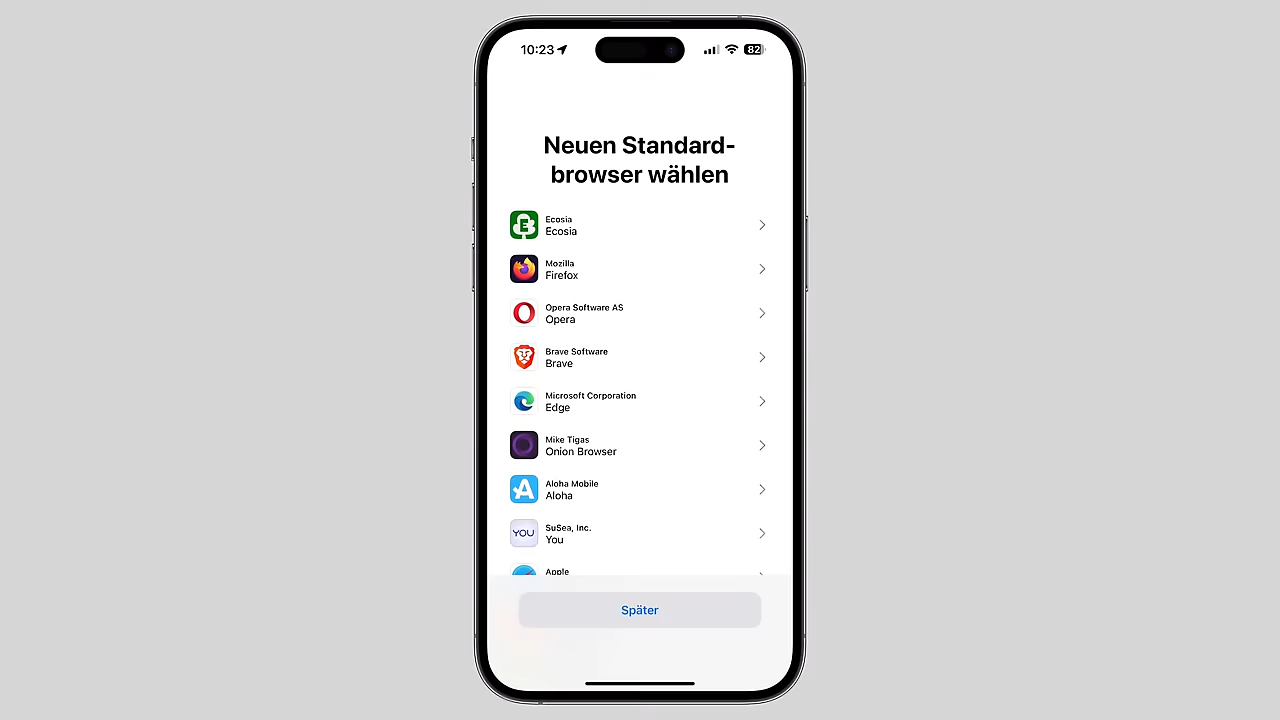 10:23
82
Neuen Standard-
browser wählen
Ecosia
Ecosia
Mozilla
Firefox
Opera Software AS
Opera
Brave Software
Brave
Microsoft Corporation
Edge
Mike Tigas
Onion Browser
Aloha Mobile
Aloha
YOU
SuSea, Inc.
You
Apple
Später